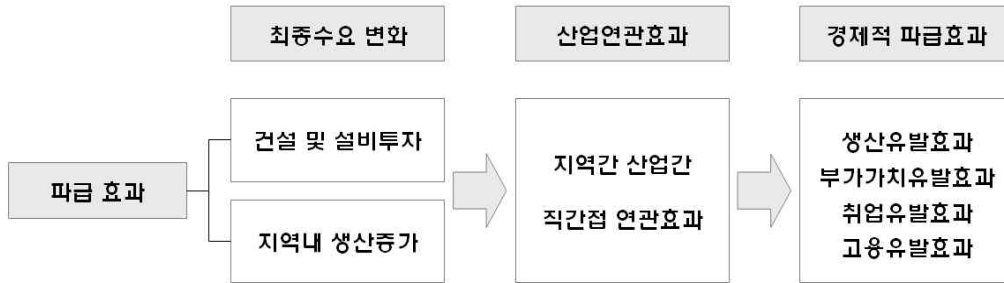 최종수요 변화
산업연관효과
경제적 파급효과
파급 효과
건설 및 설비투자
지역내 생산증가
지역간 산업간
직간접 연관효과
생산유발효과
부가가치유발효과
취업유발효과
고용유발효과